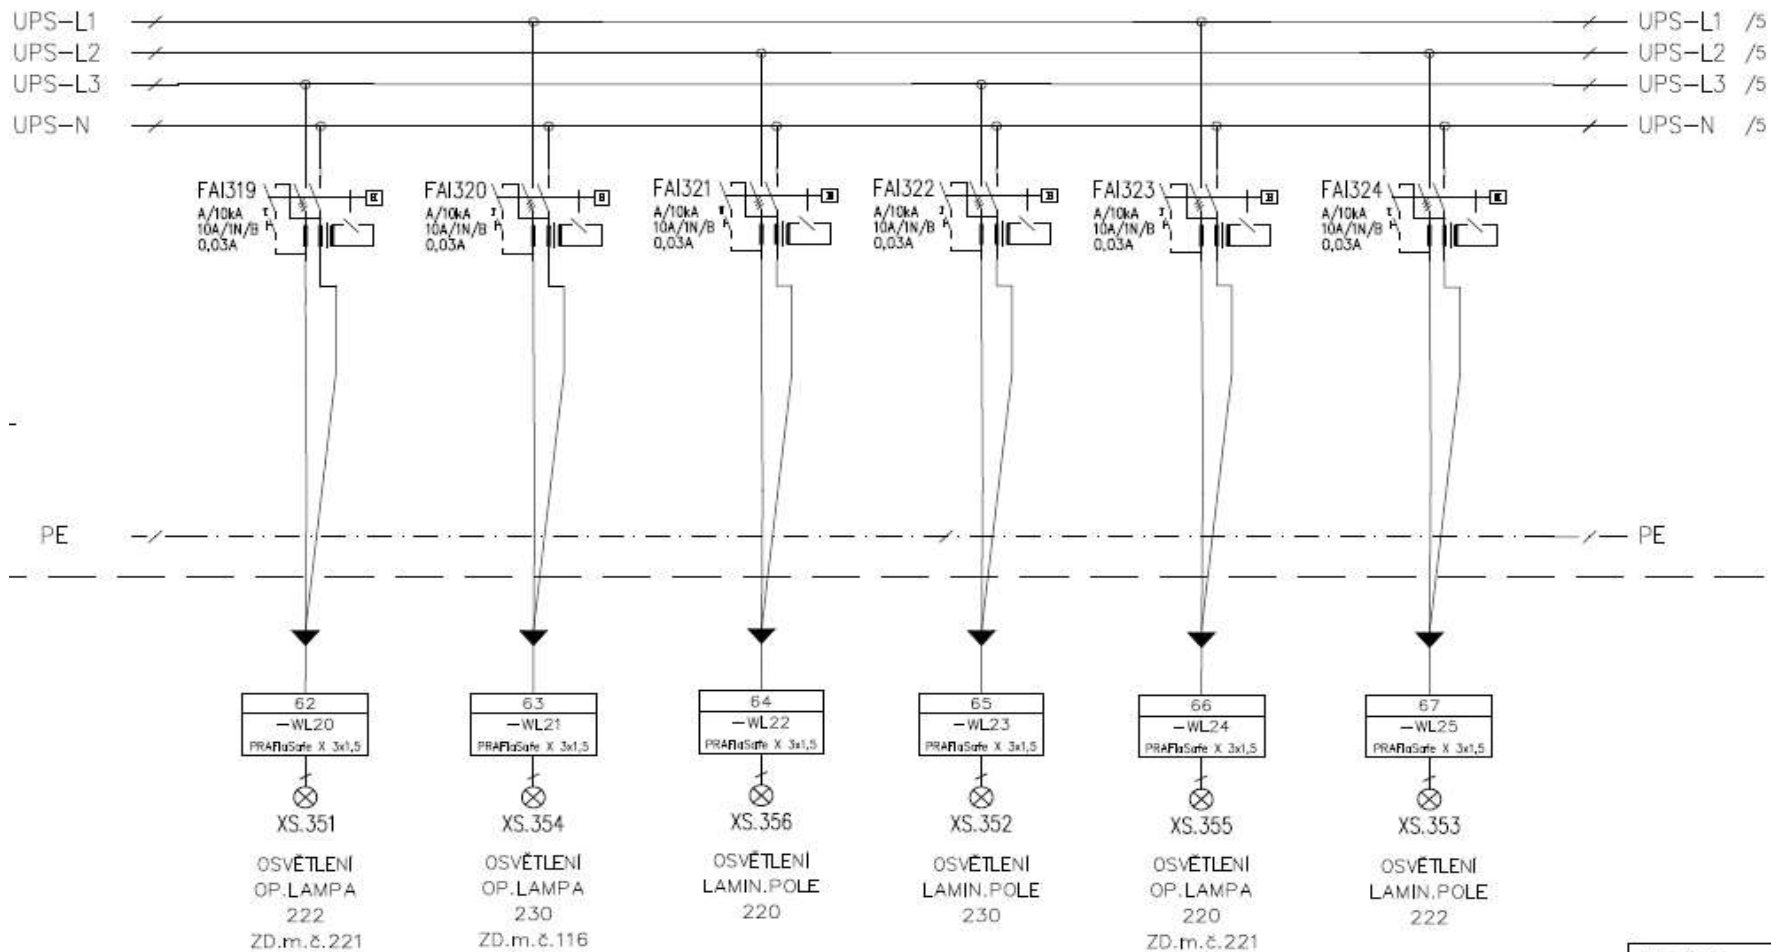 UPS-L1
UPS-L1 /5
UPS-L2
UPS-L2 /5
UPS-L3
UPS-L3 /5
UPS-N
UPS-N /5
FAI319
A/10kA
10A/1N/B
0,03A
FAI320
A/10kA
10A/1N/B
0,03A
FAI321
A/10kA
10A/1N/B
0,03A
FAI322
A/10kA
10A/1N/B
0,03A
FAI323
A/10kA
10A/1N/B
0,03A
FAI324
A/10kA
10A/1N/B
0,03A
PE
PE
62
-WL20
PRAFlaSafe X 3x1,5
XS.351
OSVĚTLENÍ
OP.LAMPA
222
ZD.m.č.221
63
-WL21
PRAFlaSafe X 3x1,5
XS.354
OSVĚTLENÍ
OP.LAMPA
230
ZD.m.č.116
64
-WL22
PRAFlaSafe X 3x1,5
XS.356
OSVĚTLENÍ
LAMIN.POLE
220
65
-WL23
PRAFlaSafe X 3x1,5
XS.352
OSVĚTLENÍ
LAMIN.POLE
230
66
-WL24
PRAFlaSafe X 3x1,5
XS.355
OSVĚTLENÍ
OP.LAMPA
220
ZD.m.č.221
67
-WL25
PRAFlaSafe X 3x1,5
XS.353
OSVĚTLENÍ
LAMIN.POLE
222